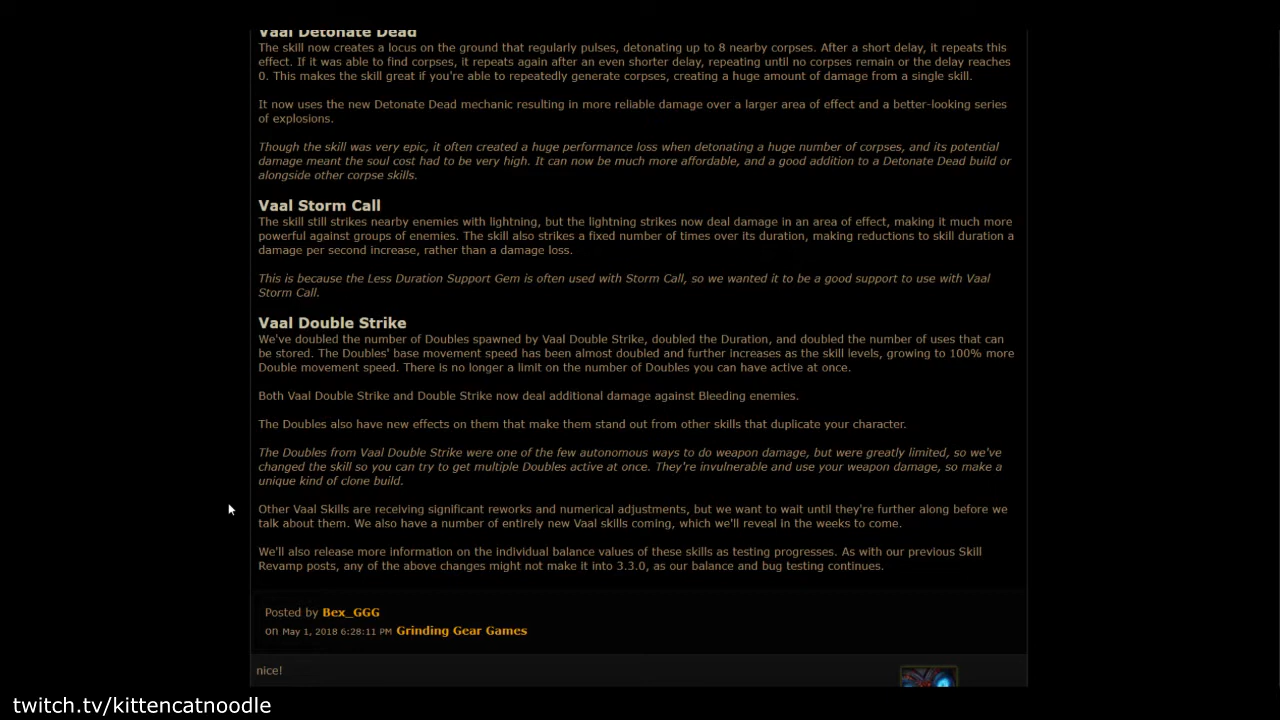 Vaal Detonate Dead
The skill now creates a locus on the ground that regularly pulses, detonating up to 8 nearby corpses. After a short delay, it repeats this
effect. If it was able to find corpses, it repeats again after an even shorter delay, repeating until no corpses remain or the delay reaches
0. This makes the skill great if you're able to repeatedly generate corpses, creating a huge amount of damage from a single skill.
It now uses the new Detonate Dead mechanic resulting in more reliable damage over a larger area of effect and a better-looking series
of explosions.
Though the skill was very epic, it often created a huge performance loss when detonating a huge number of corpses, and its potential
damage meant the soul cost had to be very high. It can now be much more affordable, and a good addition to a Detonate Dead build or
alongside other corpse skills.
Vaal Storm Call
The skill still strikes nearby enemies with lightning, but the lightning strikes now deal damage in an area of effect, making it much more
powerful against groups of enemies. The skill also strikes a fixed number of times over its duration, making reductions to skill duration a
damage per second increase, rather than a damage loss.
This is because the Less Duration Support Gem is often used with Storm Call, so we wanted it to be a good support to use with Vaal
Storm Call.
Vaal Double Strike
We've doubled the number of Doubles spawned by Vaal Double Strike, doubled the Duration, and doubled the number of uses that can
be stored. The Doubles' base movement speed has been almost doubled and further increases as the skill levels, growing to 100% more
Double movement speed. There is no longer a limit on the number of Doubles you can have active at once.
Both Vaal Double Strike and Double Strike now deal additional damage against Bleeding enemies.
The Doubles also have new effects on them that make them stand out from other skills that duplicate your character.
The Doubles from Vaal Double Strike were one of the few autonomous ways to do weapon damage, but were greatly limited, so we've
changed the skill so you can try to get multiple Doubles active at once. They're invulnerable and use your weapon damage, so make a
unique kind of clone build.
Other Vaal Skills are receiving significant reworks and numerical adjustments, but we want to wait until they're further along before we
talk about them. We also have a number of entirely new Vaal skills coming, which we'll reveal in the weeks to come.
We'll also release more information on the individual balance values of these skills as testing progresses. As with our previous Skill
Revamp posts, any of the above changes might not make it into 3.3.0, as our balance and bug testing continues.
Posted by Bex_GGG
on May 1, 2018 6:28:11 PM Grinding Gear Games
nice!
twitch.tv/kittencatnoodle